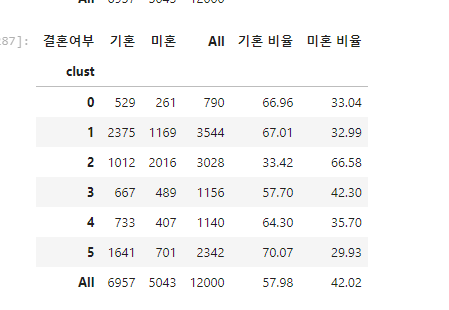 All 6957 5043 12000
287]:
결혼여부 기혼 미혼 All 기혼 비율 미혼 비율
clust
0 529 261 790 66.96 33.04
1 2375 1169 3544 67.01 32.99
2 1012 2016 3028 33.42 66.58
3 667 489 1156 57.70 42.30
4 733 407 1140 64.30 35.70
5 1641 701 2342 70.07 29.93
All 6957 5043 12000 57.98 42.02